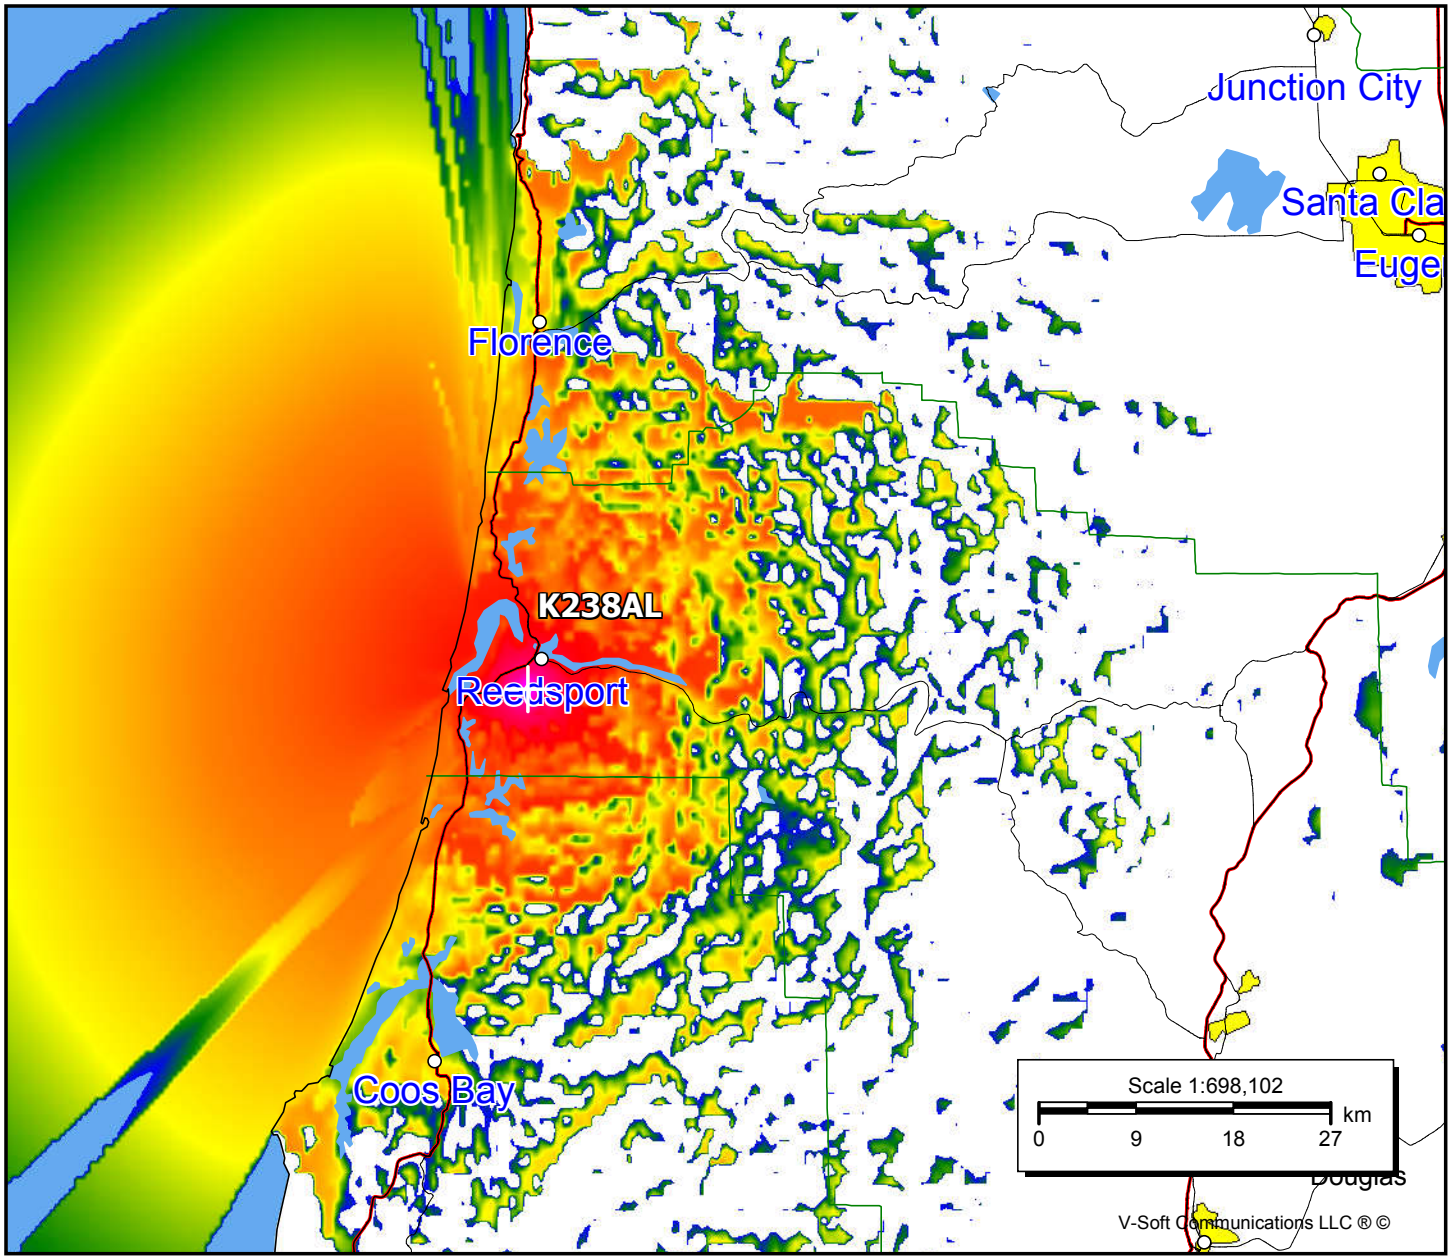 Junction City
Santa Cla
Euge
Florence
K238AL
Reedsport
Coos Bay
Scale 1:698,102
km
0 9 18 27
Douglas
V-Soft Communications LLC ® ©